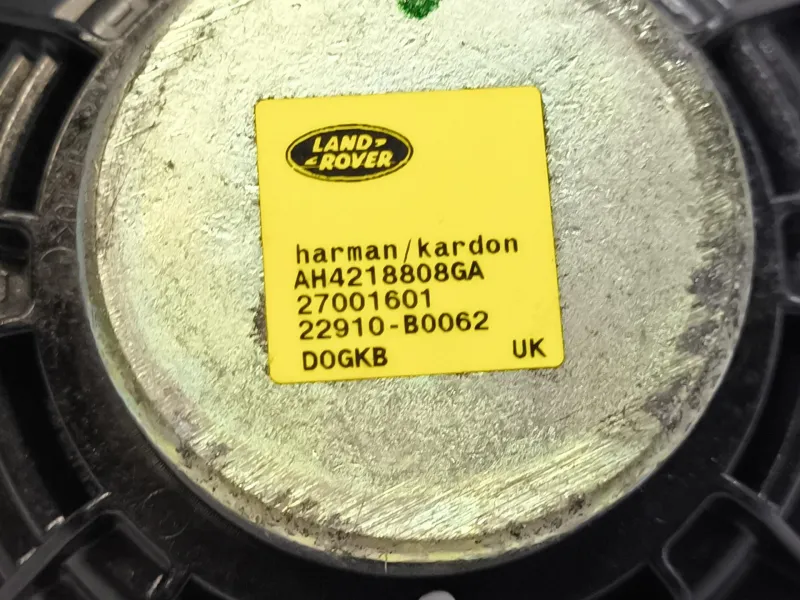 LAND
ROVER
harman/kardon
AH4218808GA
27001601
22910-B0062
D0GKB UK